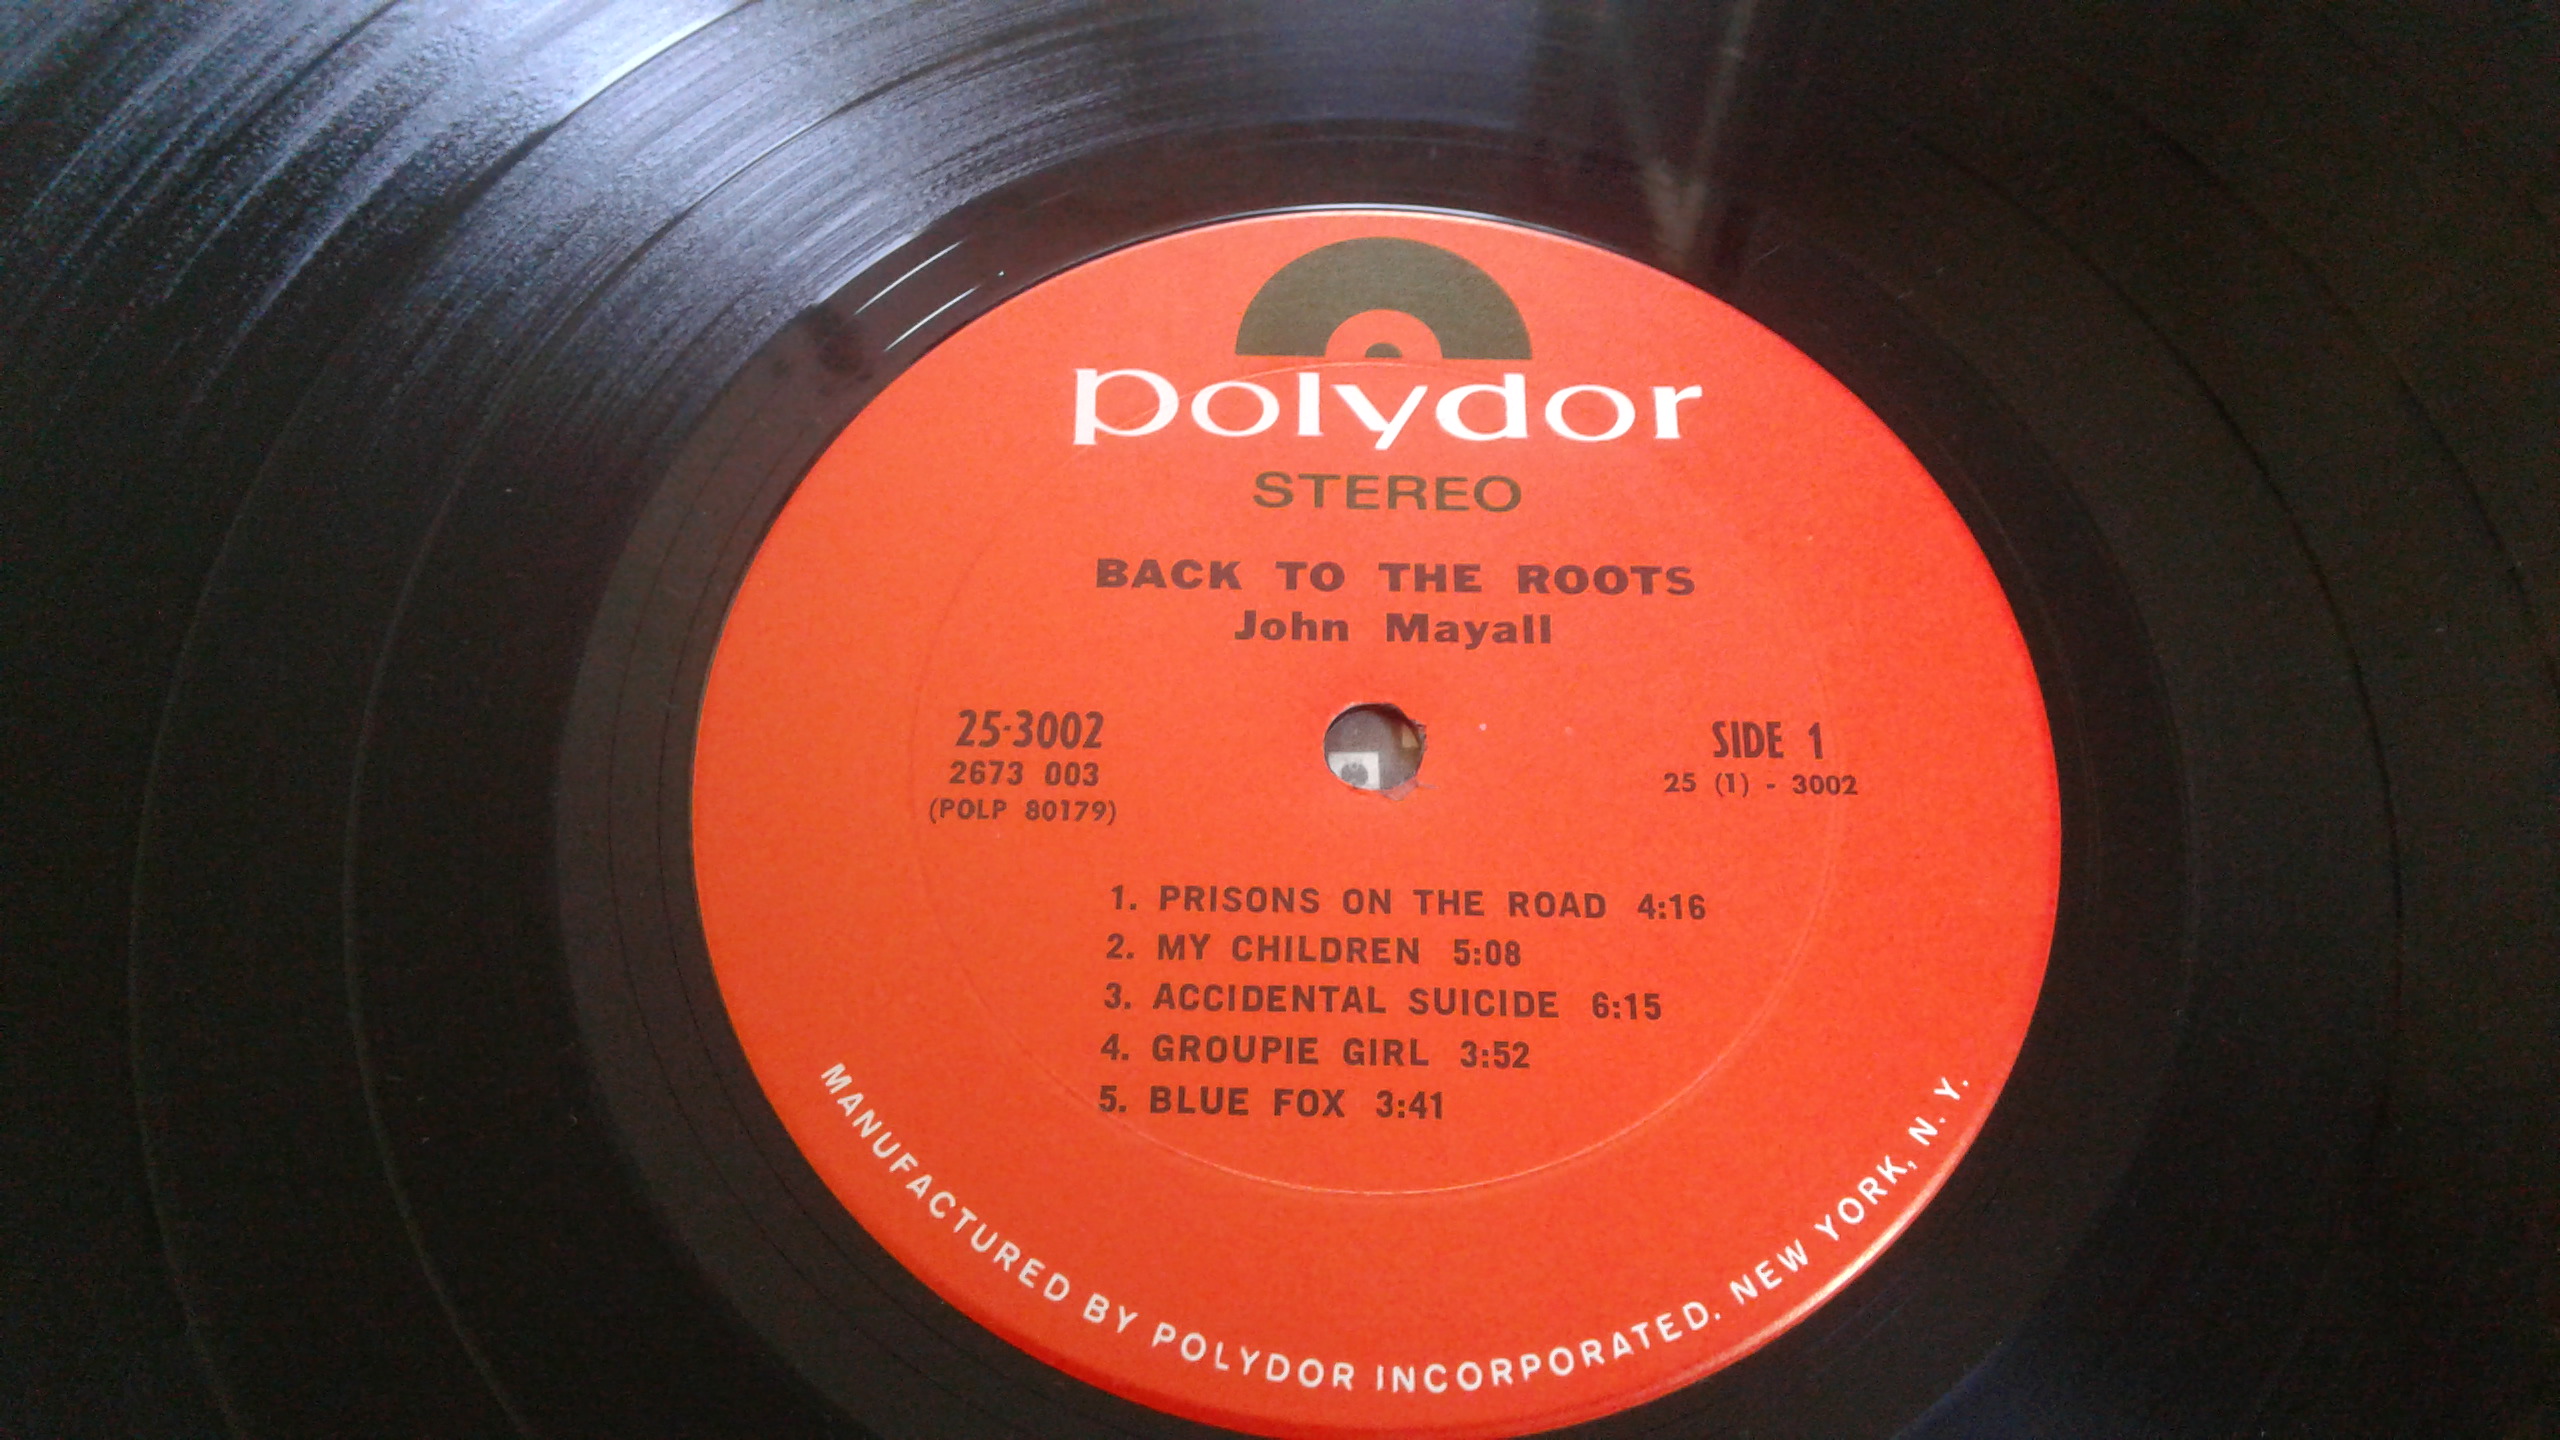 polydor
STEREO
BACK TO THE ROOTS
John Mayall
25-3002
2673 003
(POLP 80179)
SIDE 1
25 (1) - 3002
1. PRISONS ON THE ROAD 4:16
2. MY CHILDREN 5:08
3. ACCIDENTAL SUICIDE 6:15
4. GROUPIE GIRL 3:52
5. BLUE FOX 3:41
MANUFACTURED BY POLYDOR INCORPORATED. NEW YORK, N. Y.